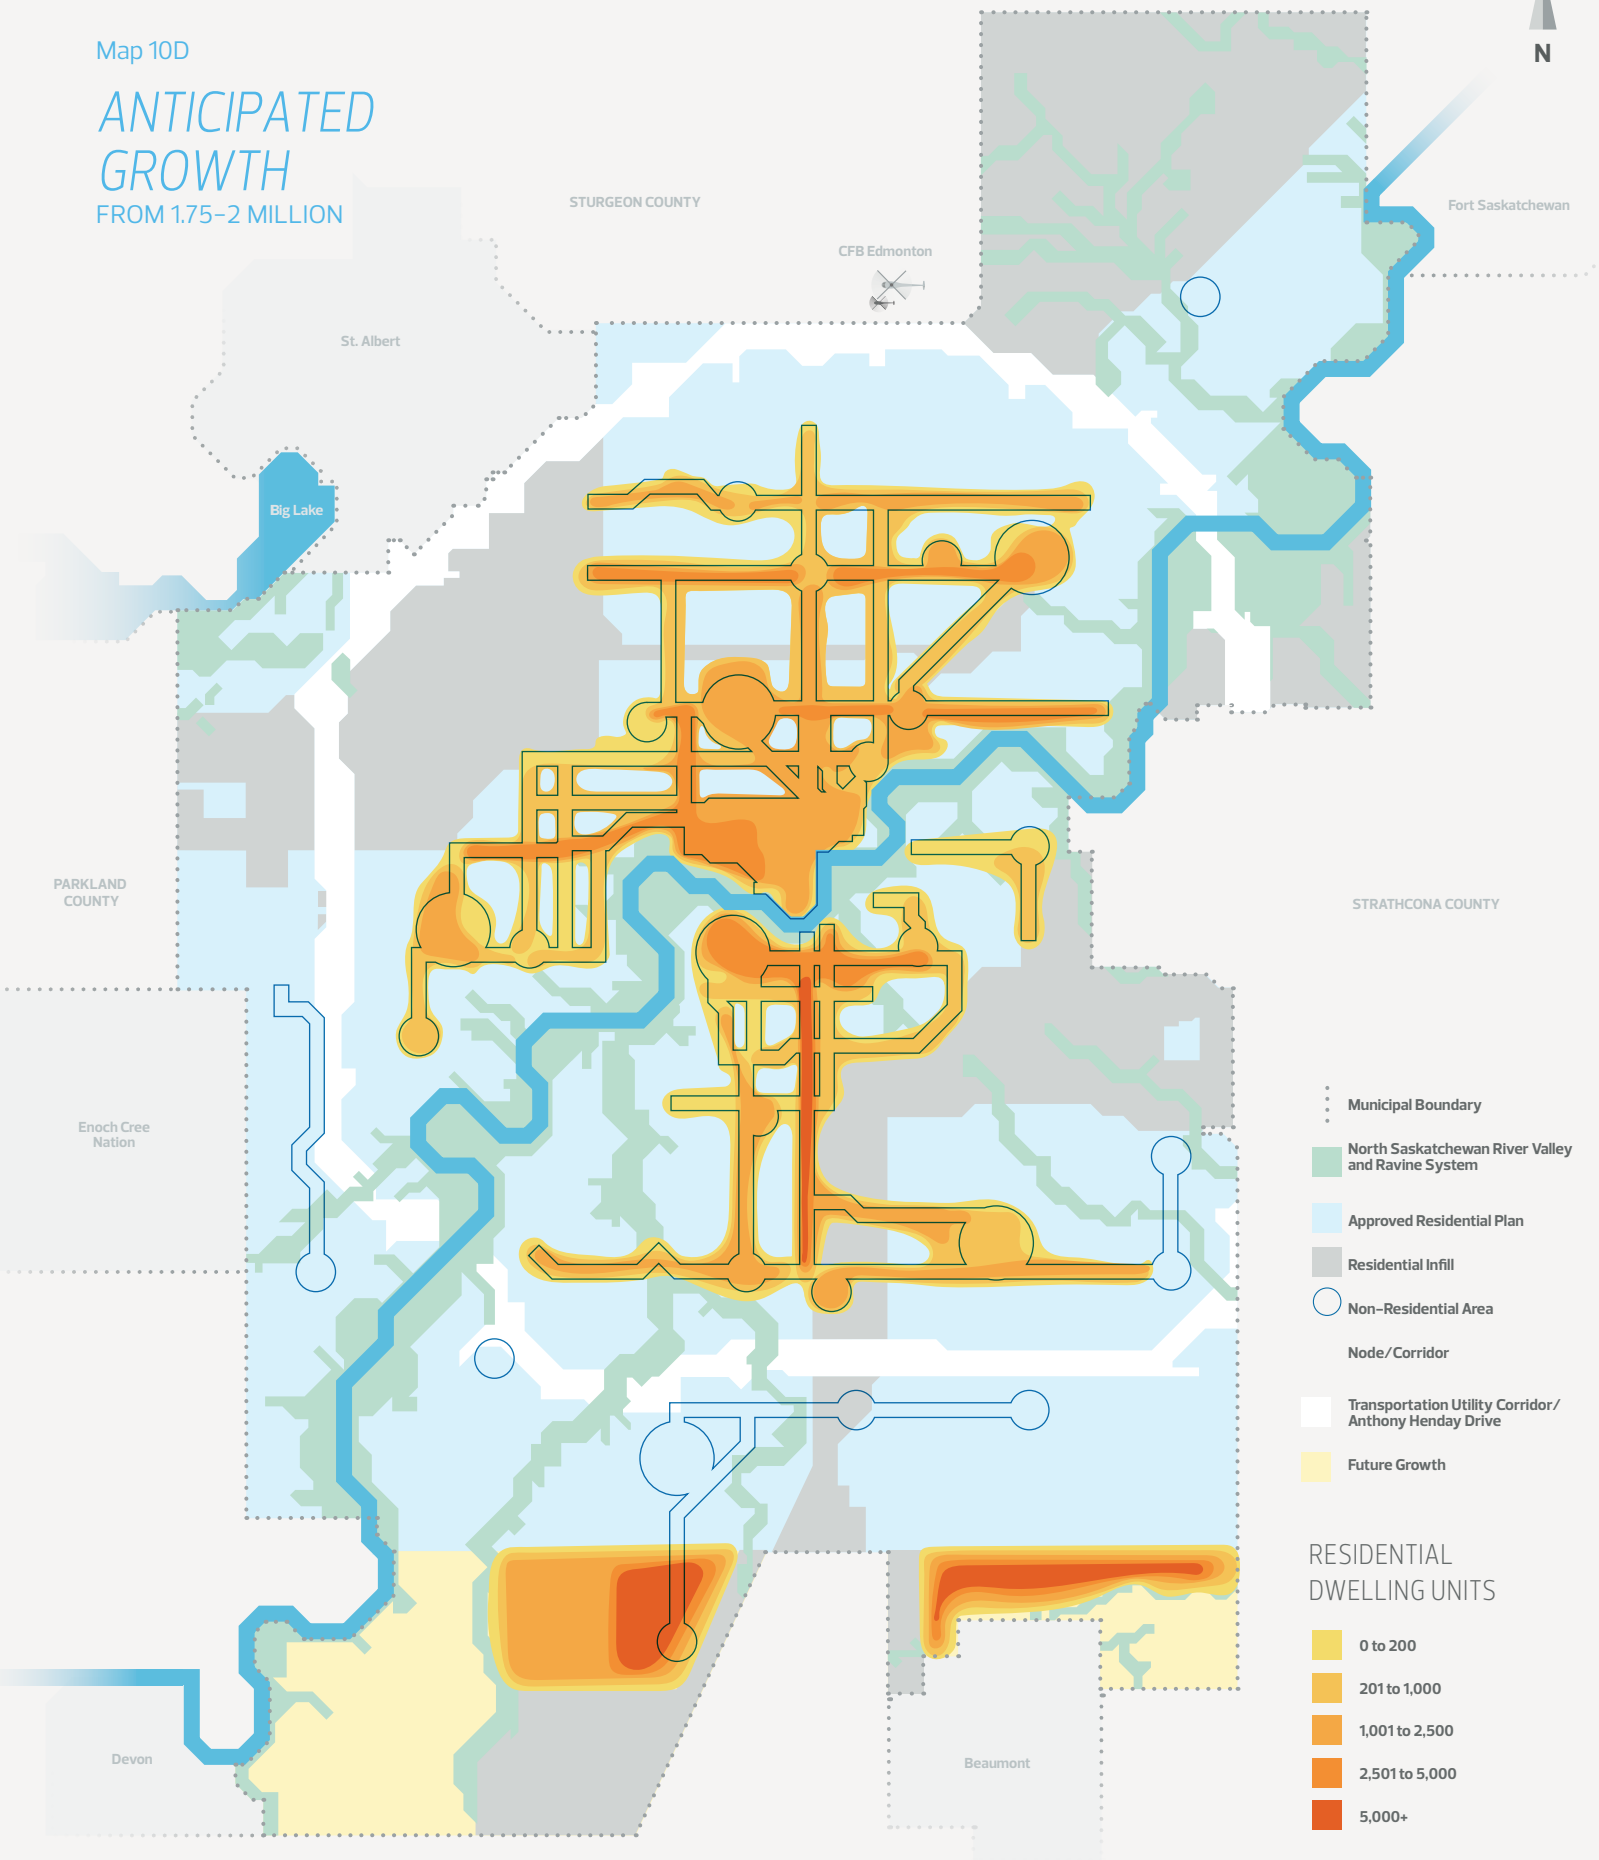 Map 10D
ANTICIPATED
GROWTH
FROM 1.75–2 MILLION
N
STURGEON COUNTY
Fort Saskatchewan
CFB Edmonton
St. Albert
Big Lake
PARKLAND
COUNTY
STRATHCONA COUNTY
Enoch Cree
Nation
Devon
Beaumont
Municipal Boundary
North Saskatchewan River Valley
and Ravine System
Approved Residential Plan
Residential Infill
Non-Residential Area
Node/Corridor
Transportation Utility Corridor/
Anthony Henday Drive
Future Growth
RESIDENTIAL
DWELLING UNITS
0 to 200
201 to 1,000
1,001 to 2,500
2,501 to 5,000
5,000+